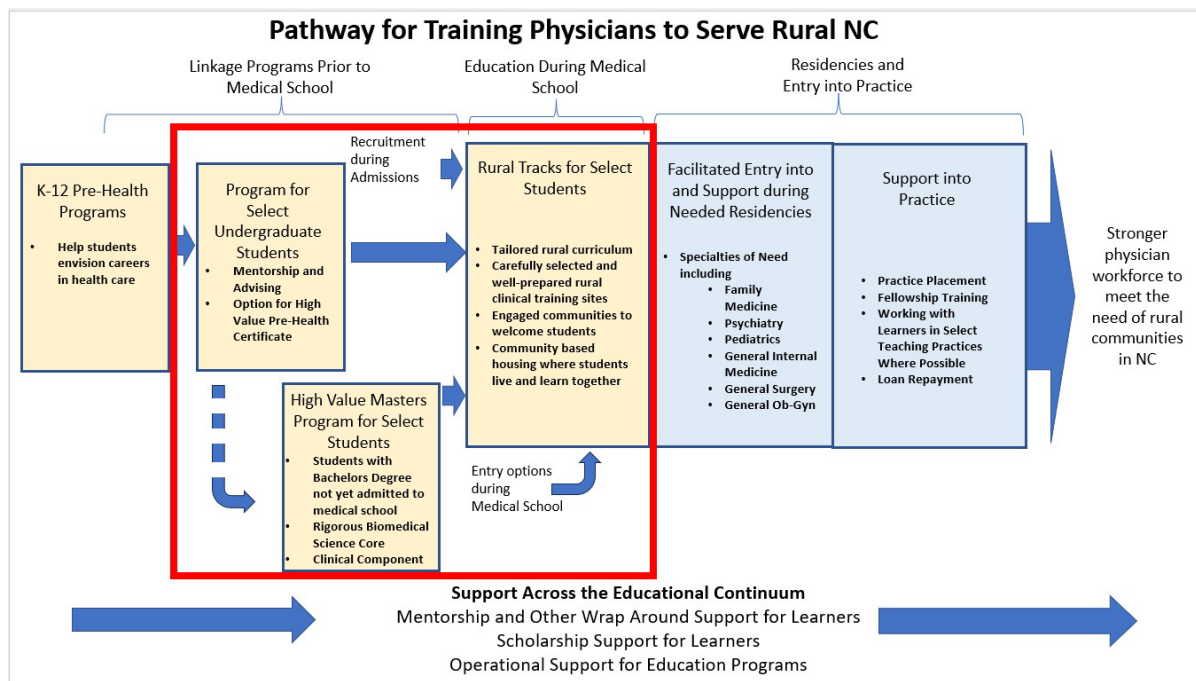 Pathway for Training Physicians to Serve Rural NC
Linkage Programs Prior to
Medical School
Education During Medical
School
Residencies and
Entry into Practice
K-12 Pre-Health
Programs
• Help students
envision careers
in health care
Program for
Select
Undergraduate
Students
• Mentorship and
Advising
• Option for High
Value Pre-Health
Certificate
Recruitment
during
Admissions
High Value Masters
Program for Select
Students
• Students with
Bachelors Degree
not yet admitted to
medical school
• Rigorous Biomedical
Science Core
• Clinical Component
Rural Tracks for Select
Students
• Tailored rural curriculum
• Carefully selected and
well-prepared rural
clinical training sites
• Engaged communities to
welcome students
• Community based
housing where students
live and learn together
Entry options
during
Medical School
Facilitated Entry into
and Support during
Needed Residencies
• Specialties of Need
including
• Family
Medicine
• Psychiatry
• Pediatrics
• General Internal
Medicine
• General Surgery
• General Ob-Gyn
Support into
Practice
• Practice Placement
• Fellowship Training
• Working with
Learners in Select
Teaching Practices
Where Possible
• Loan Repayment
Stronger
physician
workforce to
meet the
need of rural
communities
in NC
Support Across the Educational Continuum
Mentorship and Other Wrap Around Support for Learners
Scholarship Support for Learners
Operational Support for Education Programs